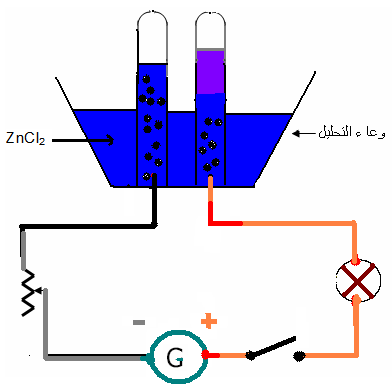 ZnCl₂
وعاء التحليل
- +
G